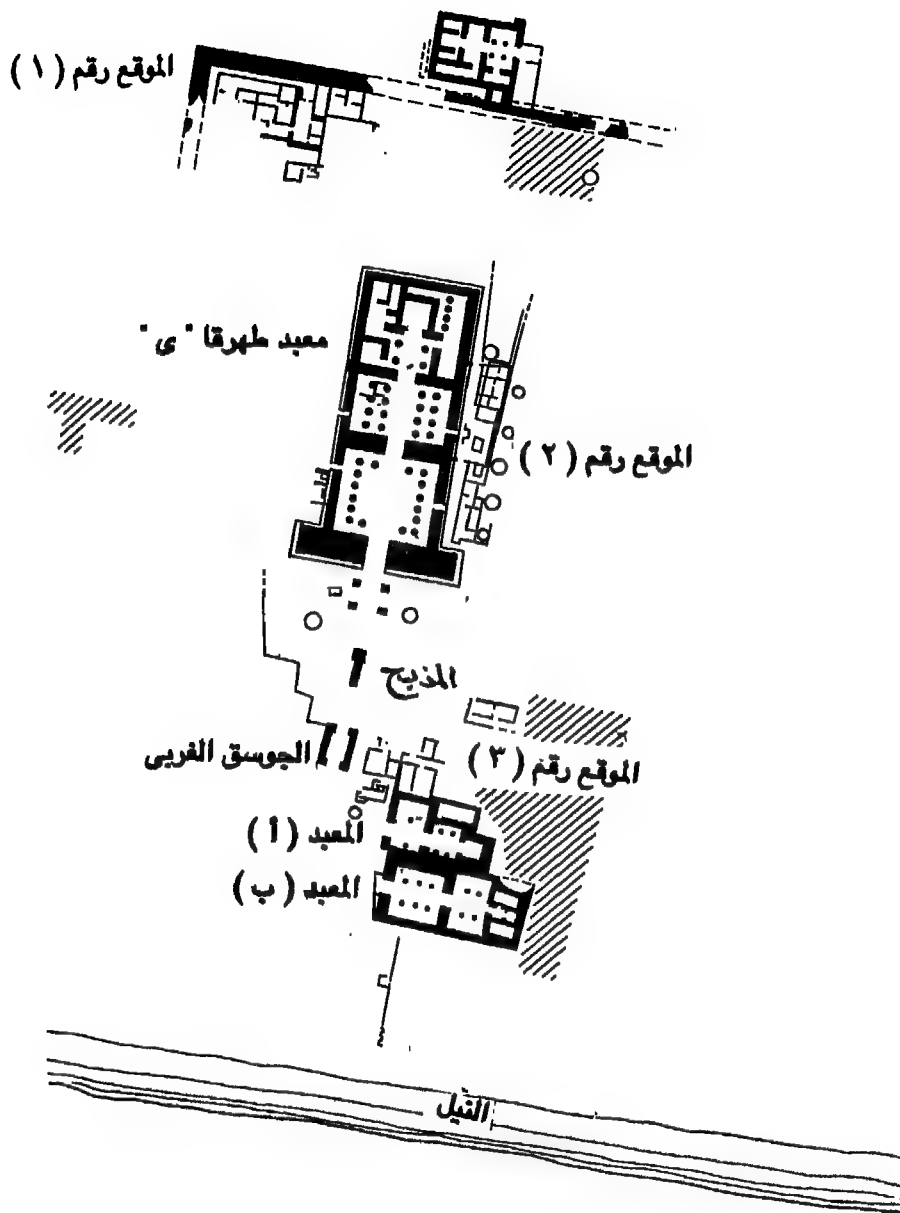 الموقع رقم ( ١ )
معبد طهرقا " ى "
الموقع رقم ( ٢ )
المذبح
الجوسق الغربى
الموقع رقم ( ٣ )
المعبد ( أ )
المعبد ( ب )
النيل